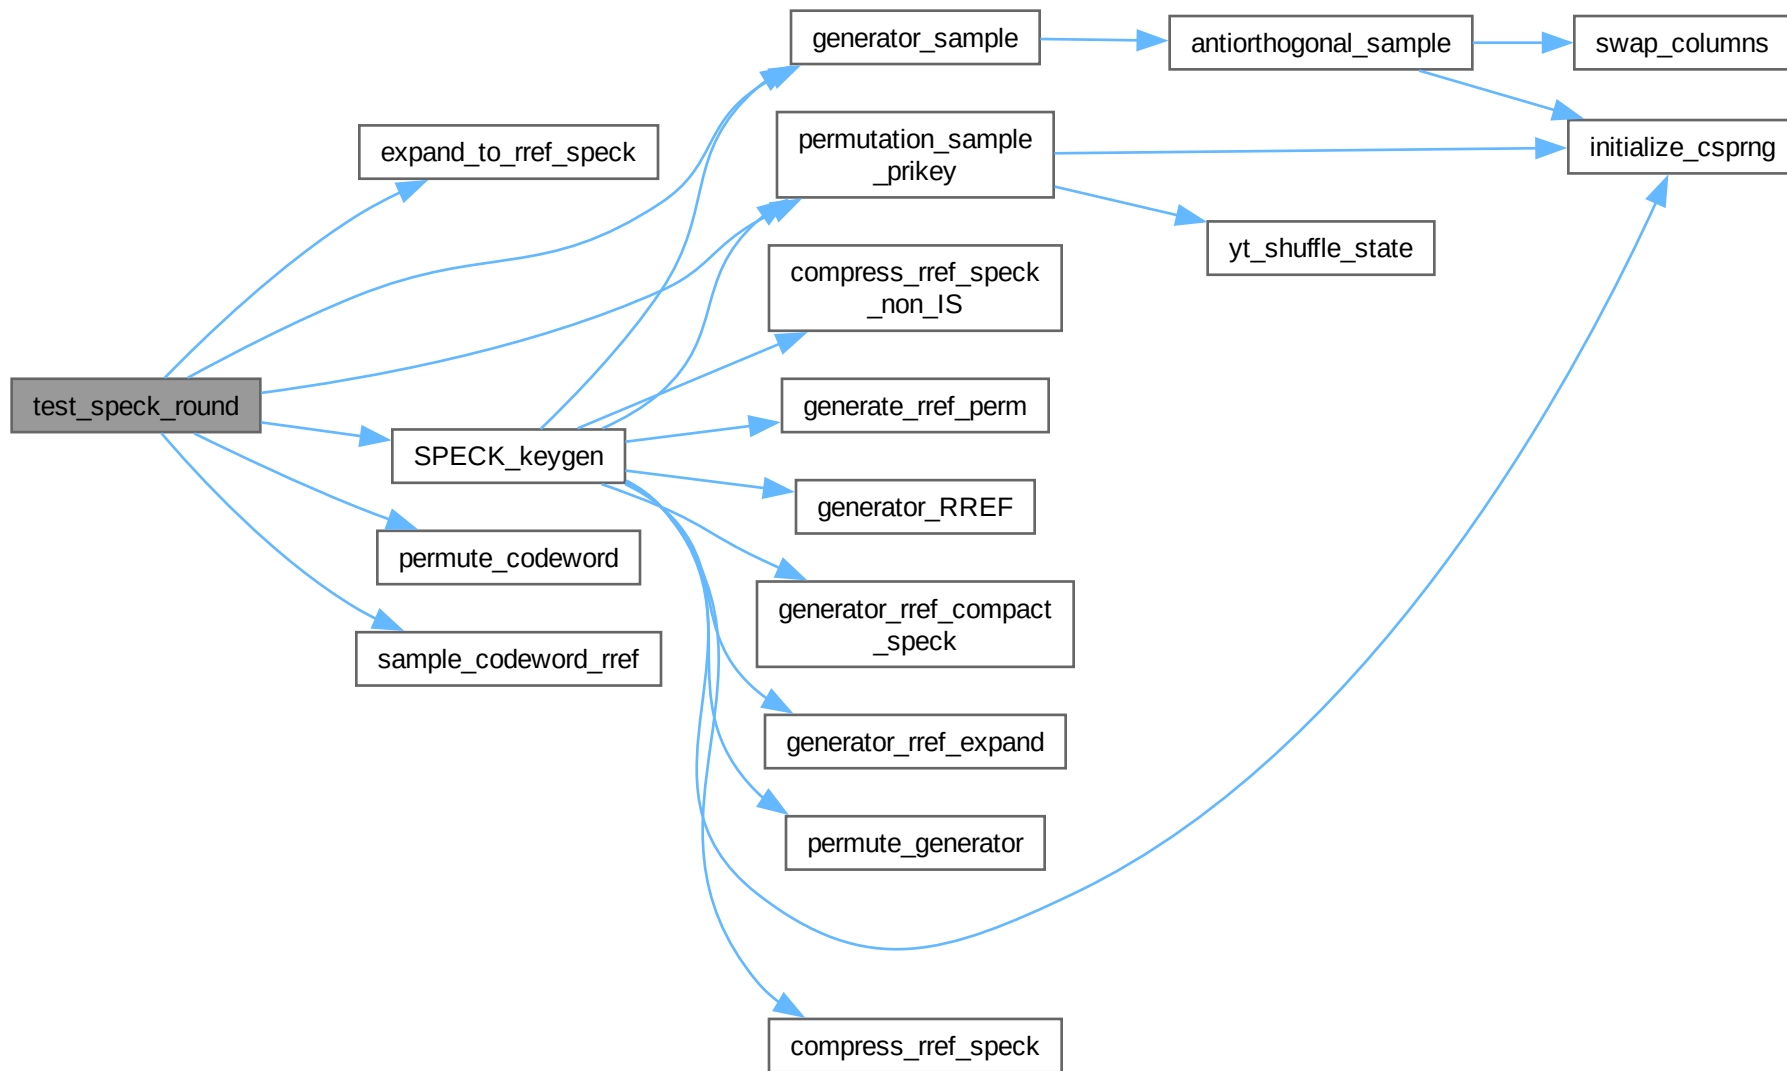 test_speck_round
expand_to_rref_speck
SPECK_keygen
permute_codeword
sample_codeword_rref
generator_sample
permutation_sample
_prikey
compress_rref_speck
_non_IS
generate_rref_perm
generator_RREF
generator_rref_compact
_speck
generator_rref_expand
permute_generator
compress_rref_speck
antiorthogonal_sample
yt_shuffle_state
swap_columns
initialize_csprng